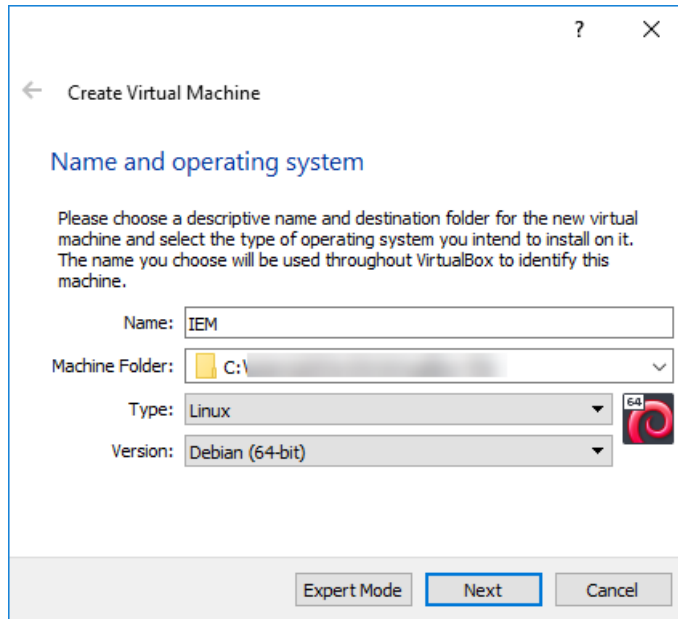 ?
Create Virtual Machine
Name and operating system
Please choose a descriptive name and destination folder for the new virtual
machine and select the type of operating system you intend to install on it.
The name you choose will be used throughout VirtualBox to identify this
machine.
Name: IEM
Machine Folder: C:\
Type: Linux
64
Version: Debian (64-bit)
Expert Mode Next Cancel